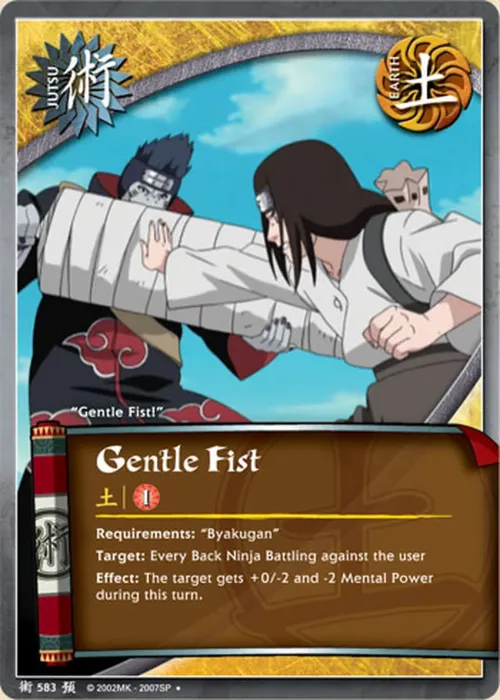 JUTSU 術
EARTH 土
"Gentle Fist!"
Gentle Fist
土 | 1
術
Requirements: "Byakugan"
Target: Every Back Ninja Battling against the user
Effect: The target gets +0/-2 and -2 Mental Power
during this turn.
術 583 © 2002MK - 2007SP